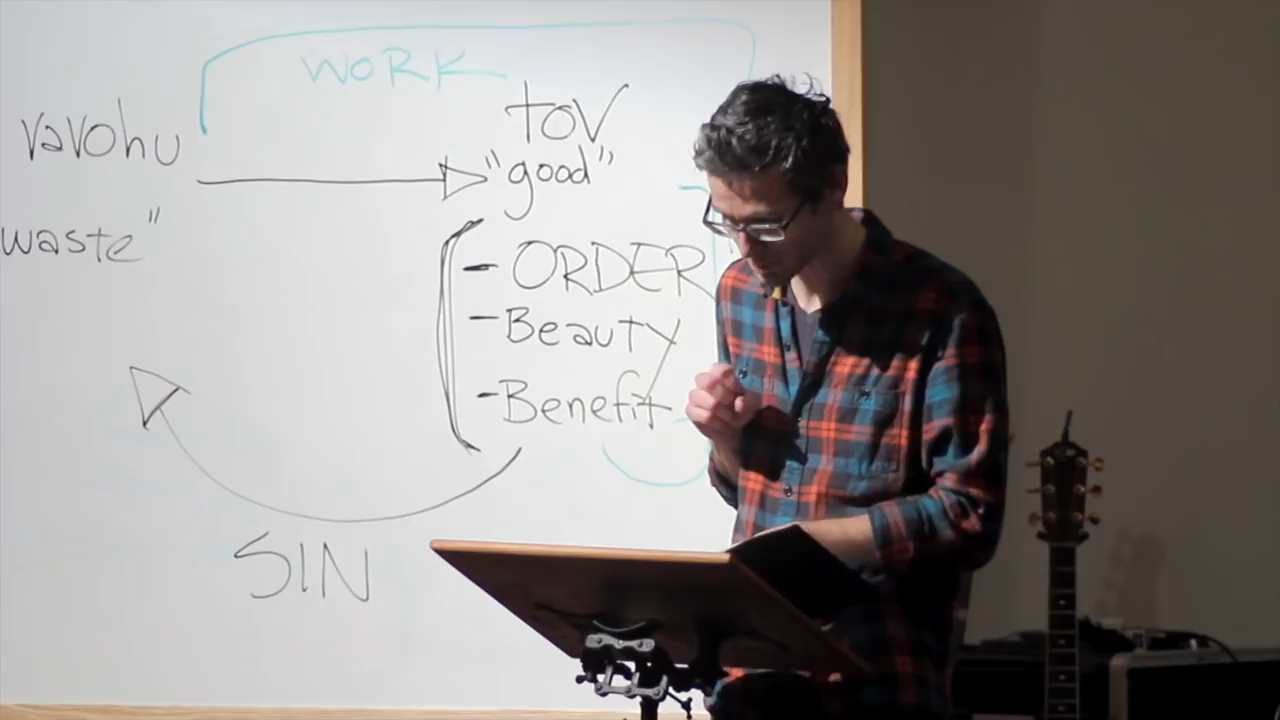 WORK
vavohu
tov
"good"
waste"
- ORDER
- Beauty
- Benefit
SIN